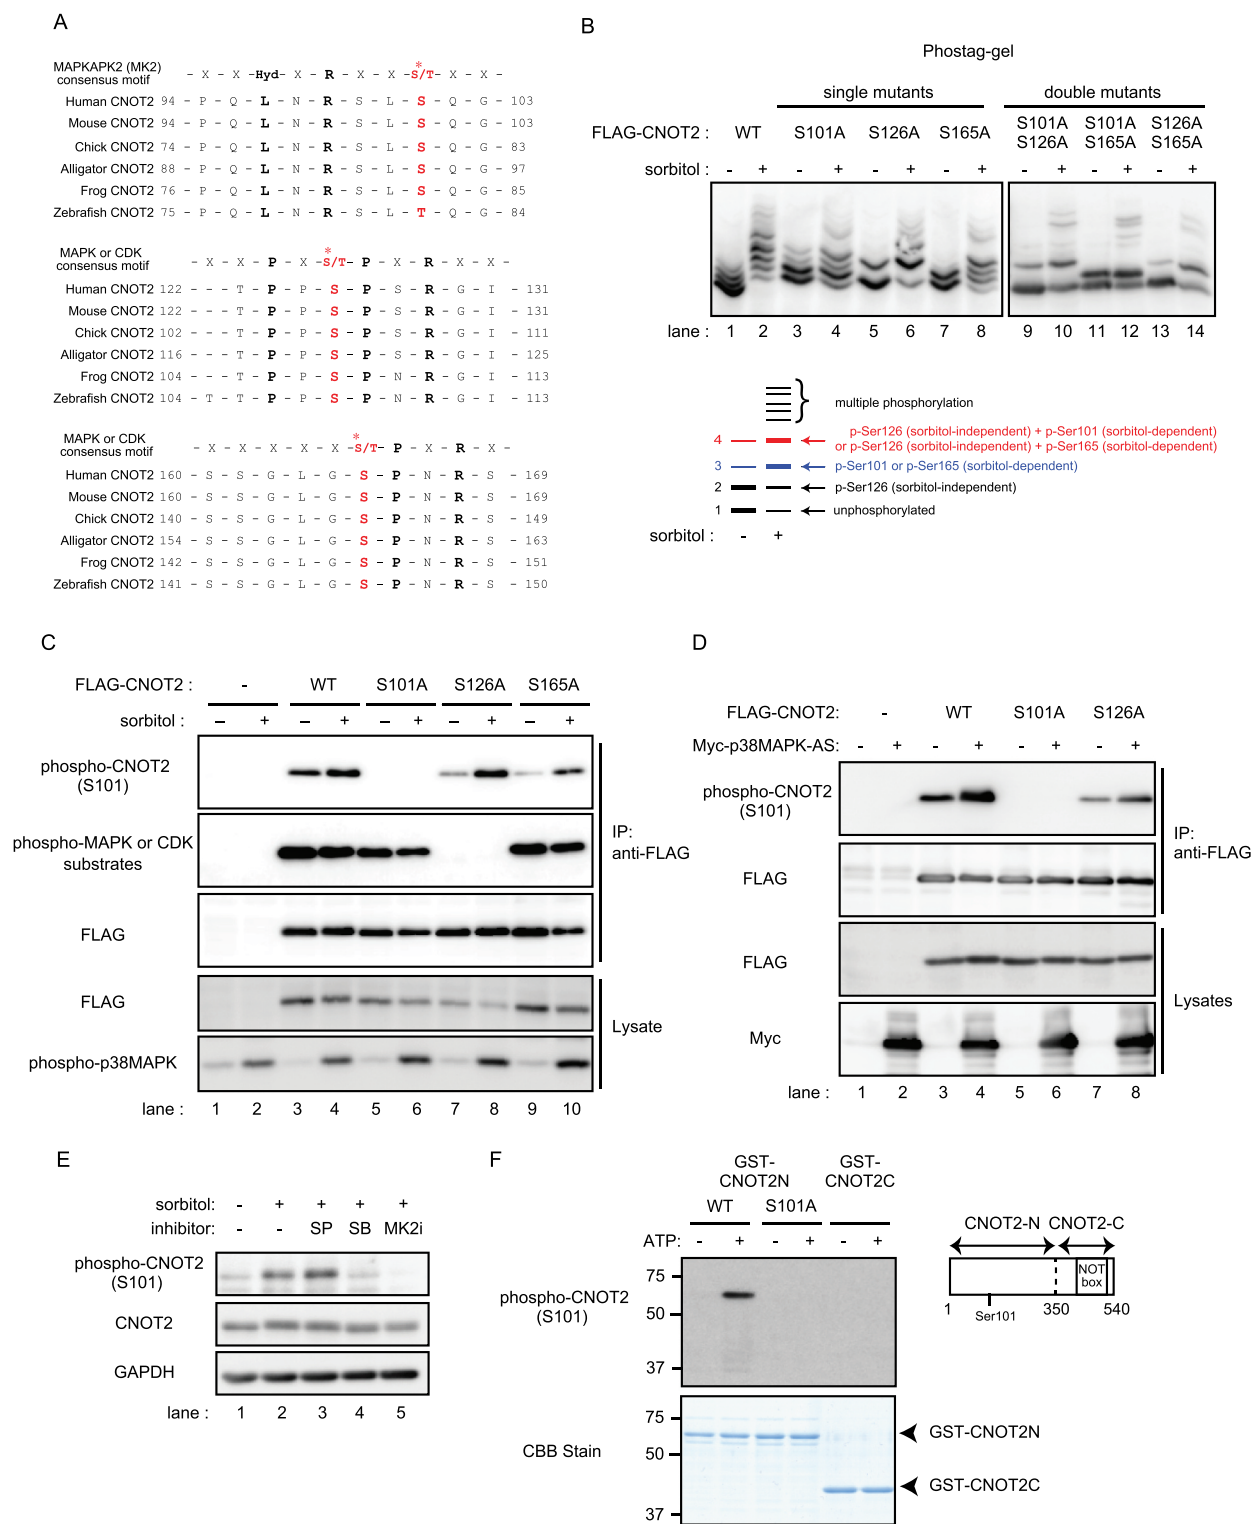 A
MAPKAPK2 (MK2) consensus motif - X - X -Hyd- X - R - X - X -S/T- X - X -
*
Human CNOT2 94 - P - Q - L - N - R - S - L - S - Q - G - 103
Mouse CNOT2 94 - P - Q - L - N - R - S - L - S - Q - G - 103
Chick CNOT2 74 - P - Q - L - N - R - S - L - S - Q - G - 83
Alligator CNOT2 88 - P - Q - L - N - R - S - L - S - Q - G - 97
Frog CNOT2 76 - P - Q - L - N - R - S - L - S - Q - G - 85
Zebrafish CNOT2 75 - P - Q - L - N - R - S - L - T - Q - G - 84
MAPK or CDK consensus motif - X - X - P - X -S/T- P - X - R - X - X -
*
Human CNOT2 122 - - T - P - P - S - P - S - R - G - I - 131
Mouse CNOT2 122 - - T - P - P - S - P - S - R - G - I - 131
Chick CNOT2 102 - - T - P - P - S - P - S - R - G - I - 111
Alligator CNOT2 116 - - T - P - P - S - P - S - R - G - I - 125
Frog CNOT2 104 - - T - P - P - S - P - N - R - G - I - 113
Zebrafish CNOT2 104 - T - T - P - P - S - P - N - R - G - I - 113
MAPK or CDK consensus motif - X - X - X - X - X -S/T- P - X - R - X -
*
Human CNOT2 160 - S - S - G - L - G - S - P - N - R - S - 169
Mouse CNOT2 160 - S - S - G - L - G - S - P - N - R - S - 169
Chick CNOT2 140 - S - S - G - L - G - S - P - N - R - S - 149
Alligator CNOT2 154 - S - S - G - L - G - S - P - N - R - S - 163
Frog CNOT2 142 - S - S - G - L - G - S - P - N - R - S - 151
Zebrafish CNOT2 141 - S - S - G - L - G - S - P - N - R - S - 150
B
Phostag-gel
single mutants double mutants
FLAG-CNOT2 : WT S101A S126A S165A S101A S126A S101A S165A S126A S165A
sorbitol : - + - + - + - + - + - + - +
lane : 1 2 3 4 5 6 7 8 9 10 11 12 13 14
multiple phosphorylation
4 p-Ser126 (sorbitol-independent) + p-Ser101 (sorbitol-dependent)
or p-Ser126 (sorbitol-independent) + p-Ser165 (sorbitol-dependent)
3 p-Ser101 or p-Ser165 (sorbitol-dependent)
2 p-Ser126 (sorbitol-independent)
1 unphosphorylated
sorbitol : - +
C
FLAG-CNOT2 : - WT S101A S126A S165A
sorbitol : - + - + - + - + - +
phospho-CNOT2
(S101)
phospho-MAPK or CDK
substrates
FLAG
IP:
anti-FLAG
FLAG
phospho-p38MAPK
Lysate
lane : 1 2 3 4 5 6 7 8 9 10
D
FLAG-CNOT2: - WT S101A S126A
Myc-p38MAPK-AS: - + - + - + - +
phospho-CNOT2
(S101)
FLAG
IP:
anti-FLAG
FLAG
Myc
Lysates
lane : 1 2 3 4 5 6 7 8
E
sorbitol: - + + + +
inhibitor: - - SP SB MK2i
phospho-CNOT2
(S101)
CNOT2
GAPDH
lane : 1 2 3 4 5
F
GST-
CNOT2N
GST-
CNOT2C
WT S101A
ATP: - + - + - +
phospho-CNOT2
(S101)
75
50
37
CBB Stain
75
50
37
GST-CNOT2N
GST-CNOT2C
CNOT2-N CNOT2-C
NOT
box
1 Ser101 350 540